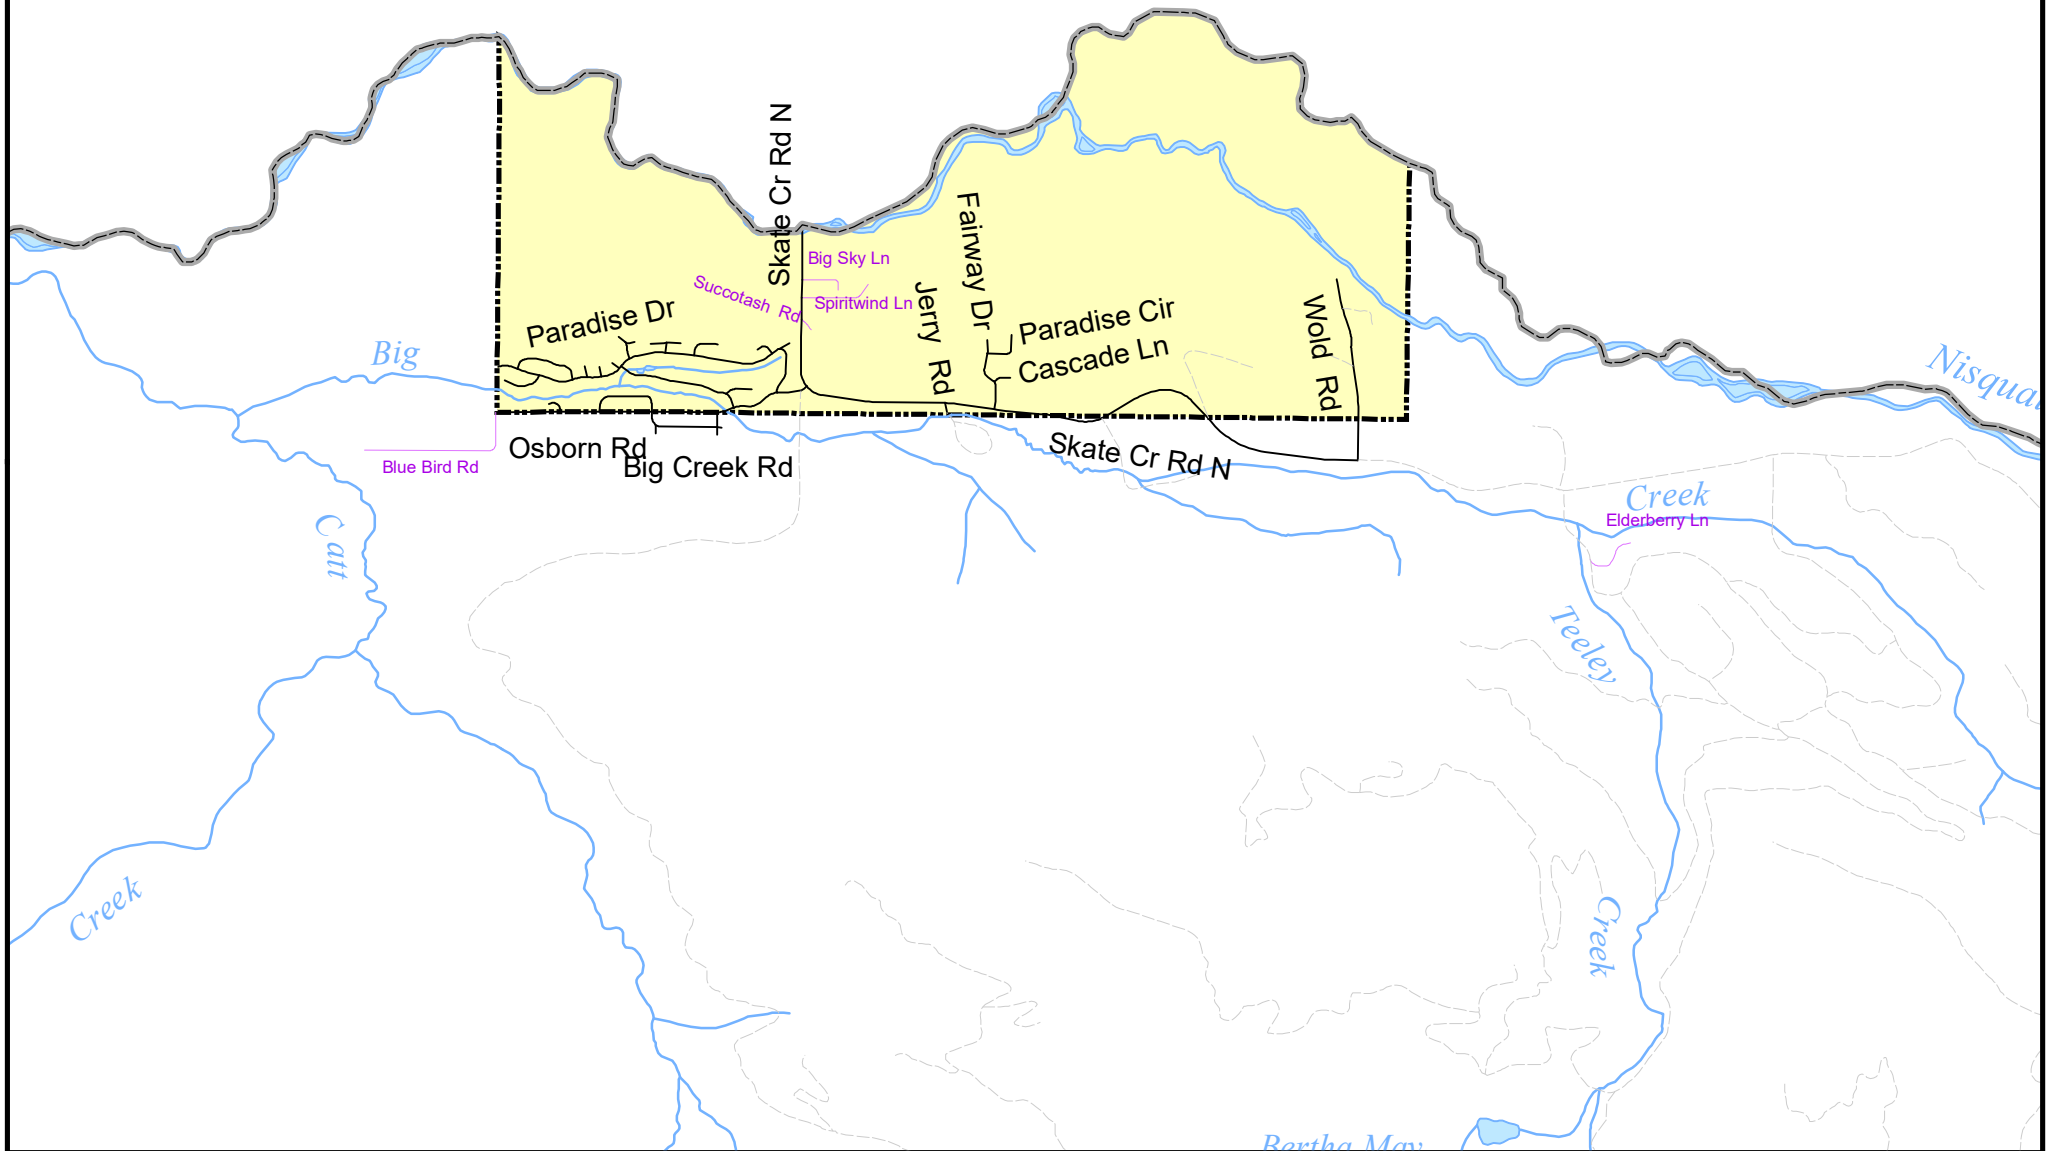 Skate Cr Rd N
Big Sky Ln
Succotash Rd
Spiritwind Ln
Fairway Dr
Jerry Rd
Paradise Dr
Paradise Cir
Cascade Ln
Wold Rd
Big
Nisqual
Osborn Rd
Big Creek Rd
Blue Bird Rd
Skate Cr Rd N
Creek
Elderberry Ln
Catt
Teeley
Creek
Creek
Bertha May